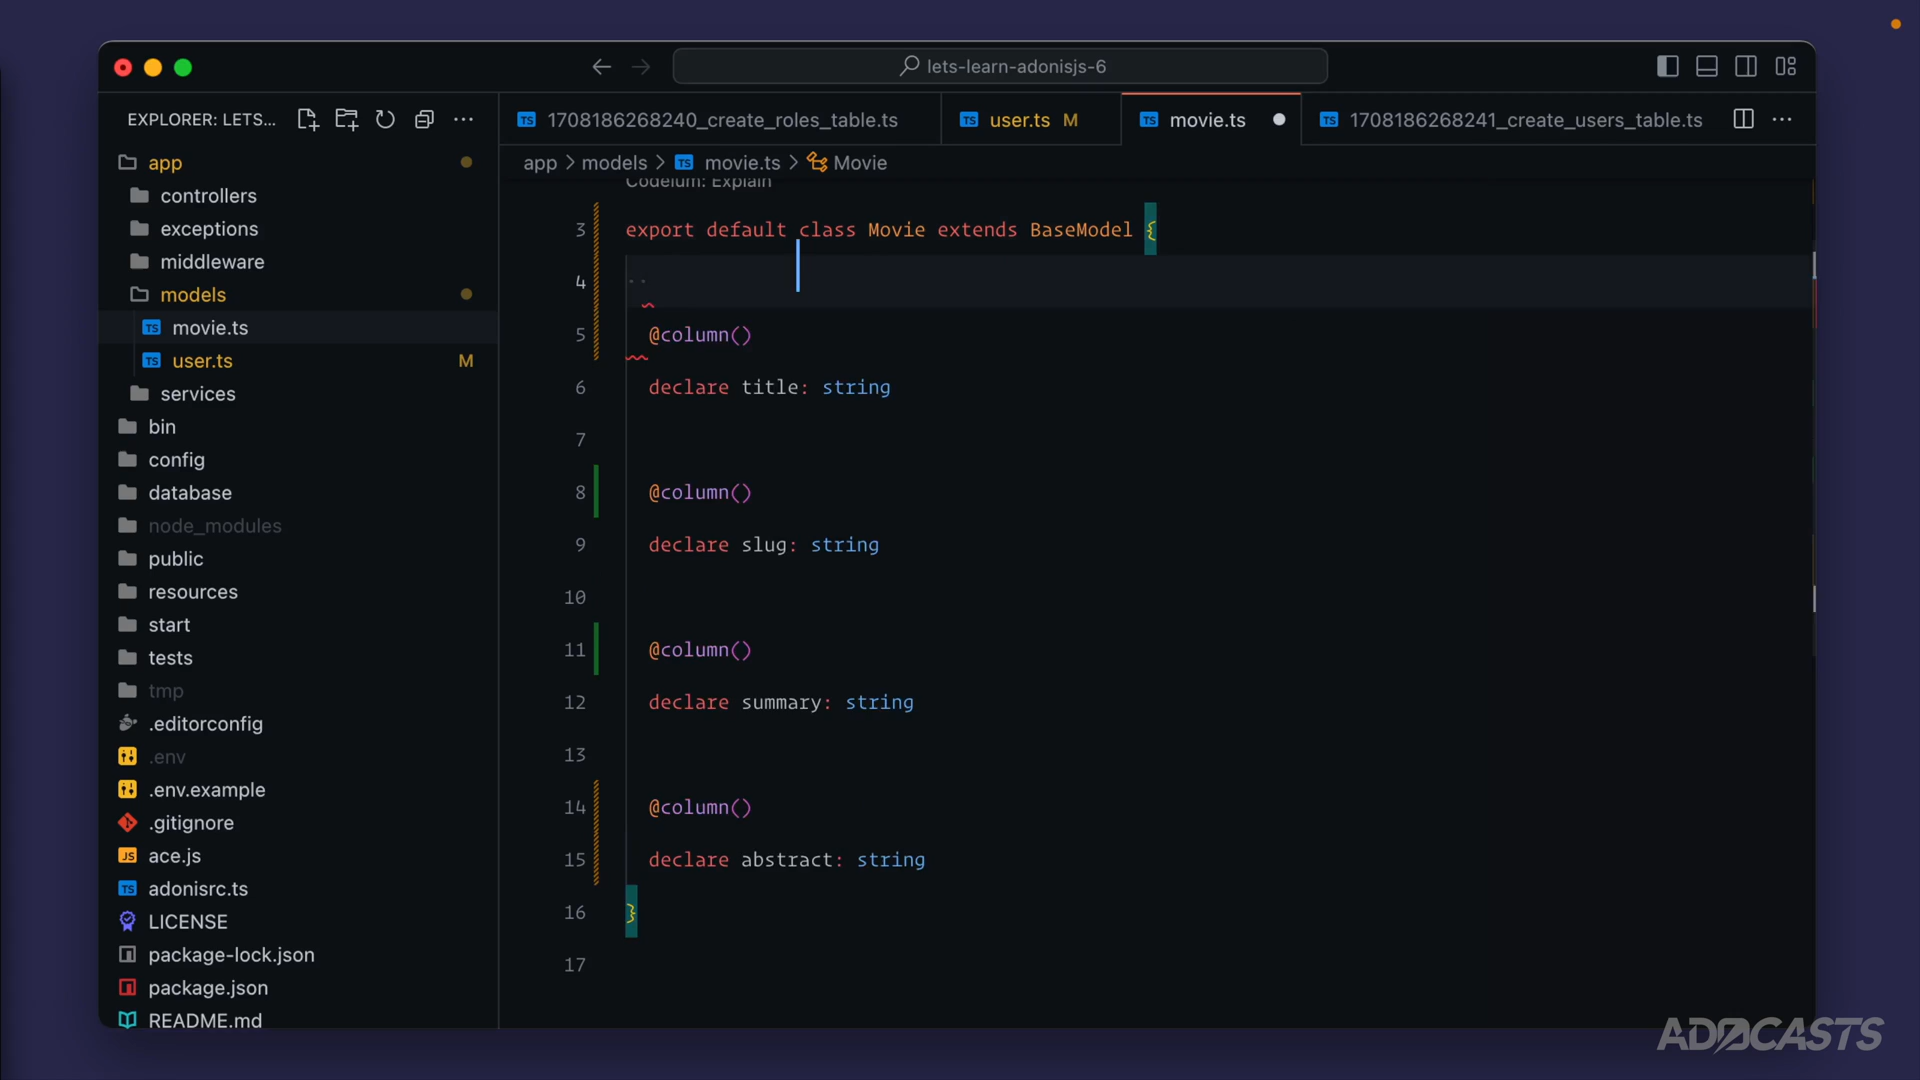 lets-learn-adonisjs-6
EXPLORER: LETS...
1708186268240_create_roles_table.ts
user.ts M
movie.ts
1708186268241_create_users_table.ts
app
controllers
exceptions
middleware
models
movie.ts
user.ts M
services
bin
config
database
node_modules
public
resources
start
tests
tmp
.editorconfig
.env
.env.example
.gitignore
ace.js
adonisrc.ts
LICENSE
package-lock.json
package.json
README.md
app > models > TS movie.ts > Movie
Codeium: Explain
3 export default class Movie extends BaseModel {
4
5 @column()
6 declare title: string
7
8 @column()
9 declare slug: string
10
11 @column()
12 declare summary: string
13
14 @column()
15 declare abstract: string
16 }
17
ADOCASTS